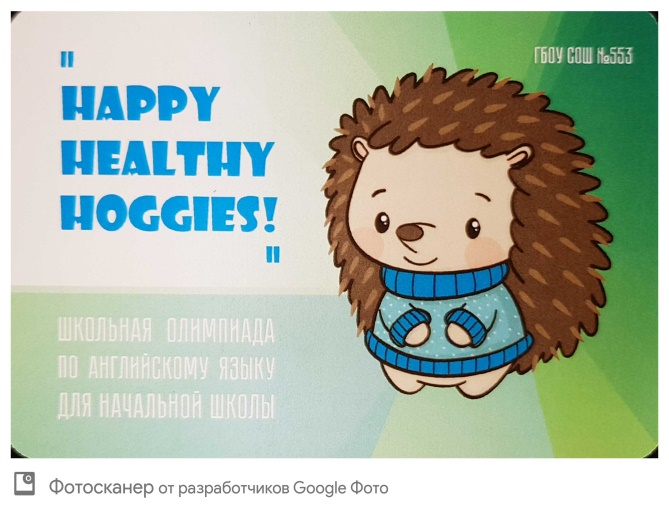 ГБОУ СОШ №553
"
HAPPY
HEALTHY
HOGGIES!
"
ШКОЛЬНАЯ ОЛИМПИАДА
ПО АНГЛИЙСКОМУ ЯЗЫКУ
ДЛЯ НАЧАЛЬНОЙ ШКОЛЫ
Фотосканер от разработчиков Google Фото